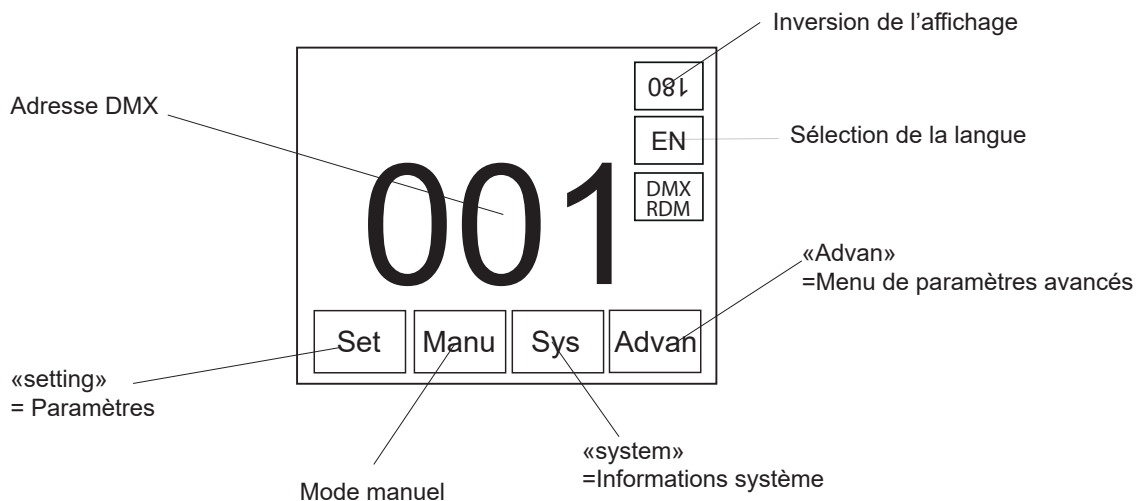 Inversion de l’affichage
180
Adresse DMX
EN
Sélection de la langue
DMX
RDM
001
«Advan»
=Menu de paramètres avancés
Set
Manu
Sys
Advan
«setting»
= Paramètres
«system»
=Informations système
Mode manuel